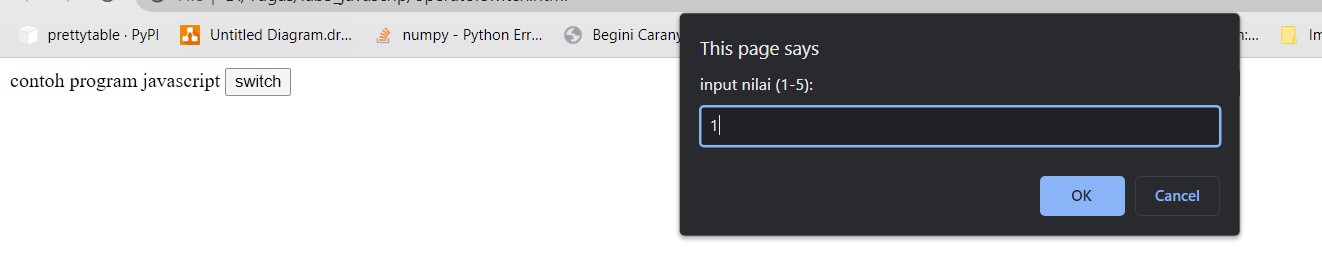 prettytable · PyPI
Untitled Diagram.dr...
numpy - Python Err...
Begini Carany
This page says
input nilai (1-5):
1
OK
Cancel
contoh program javascript
switch